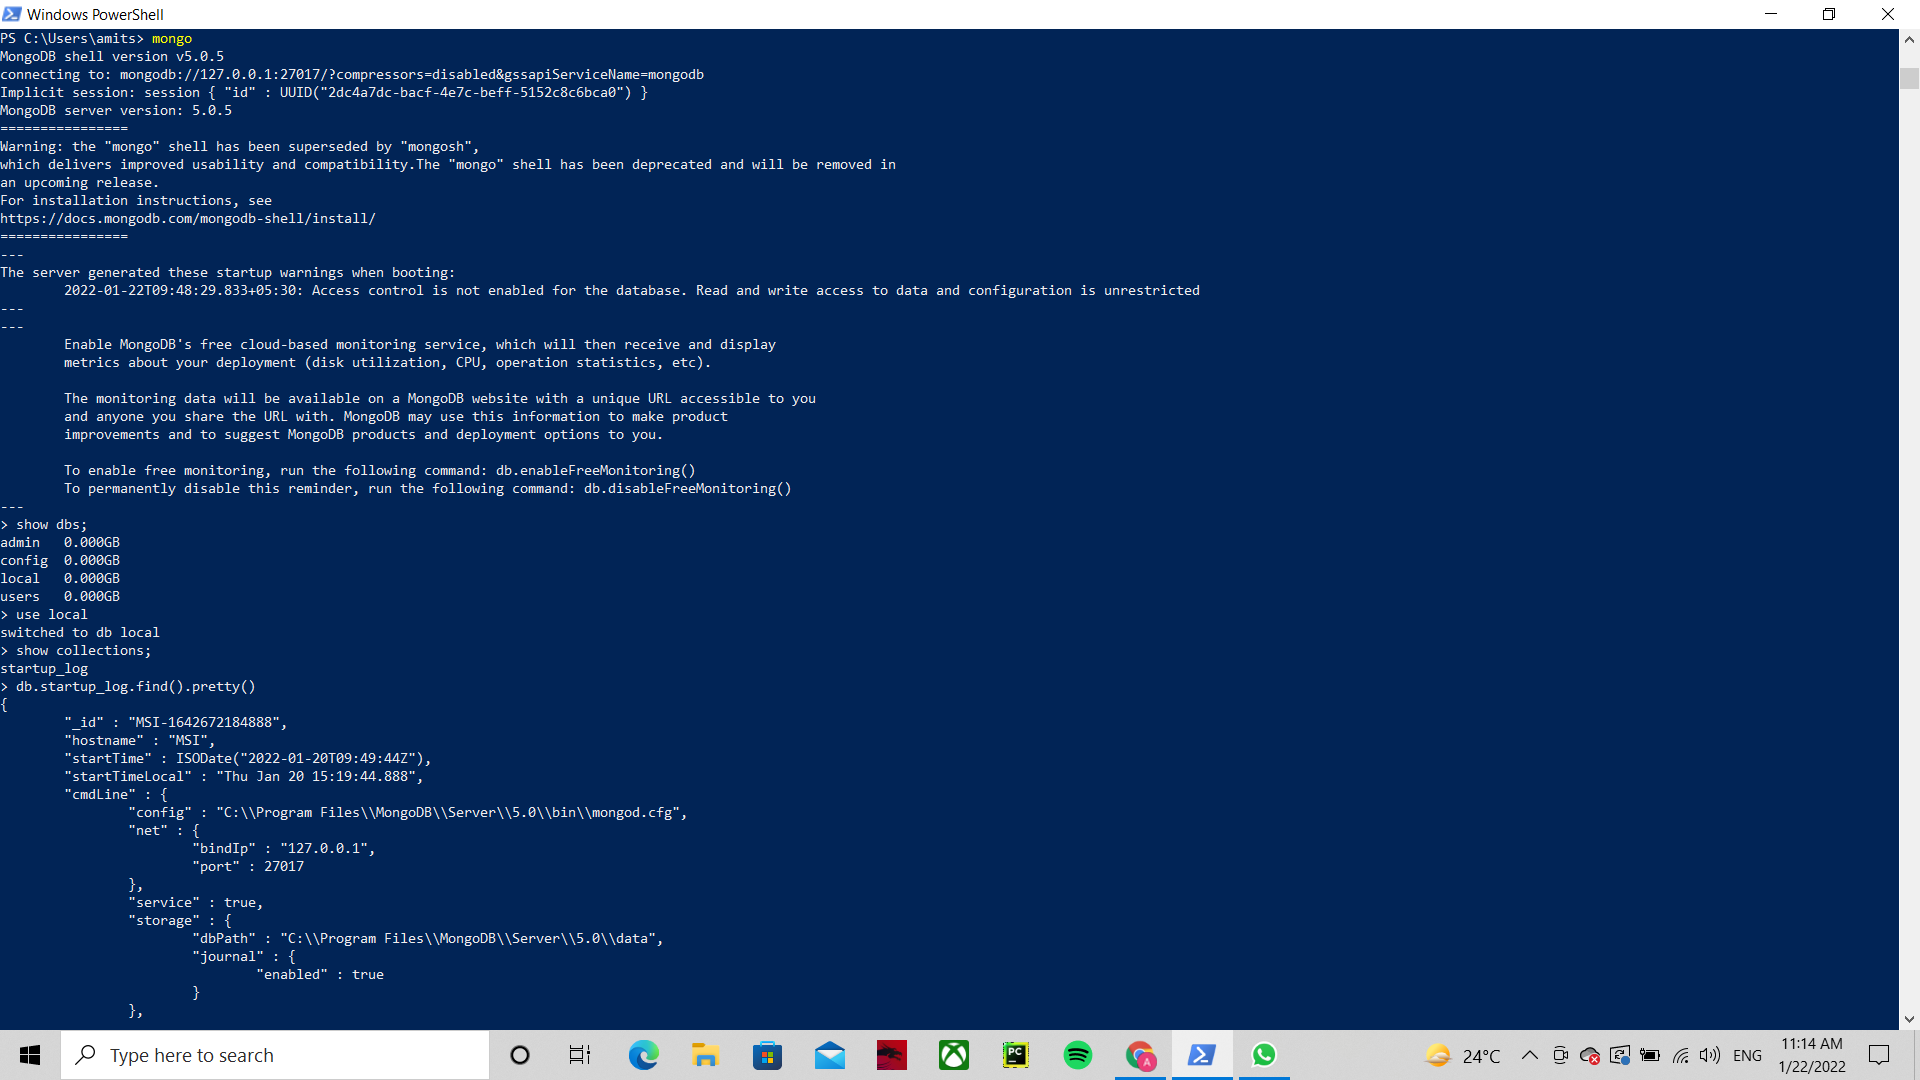 Windows PowerShell
PS C:\Users\amits> mongo
MongoDB shell version v5.0.5
connecting to: mongodb://127.0.0.1:27017/?compressors=disabled&gssapiServiceName=mongodb
Implicit session: session { "id" : UUID("2dc4a7dc-bacf-4e7c-beff-5152c8c6bca0") }
MongoDB server version: 5.0.5
================
Warning: the "mongo" shell has been superseded by "mongosh",
which delivers improved usability and compatibility.The "mongo" shell has been deprecated and will be removed in
an upcoming release.
For installation instructions, see
https://docs.mongodb.com/mongodb-shell/install/
================
---
The server generated these startup warnings when booting:
        2022-01-22T09:48:29.833+05:30: Access control is not enabled for the database. Read and write access to data and configuration is unrestricted
---
---
        Enable MongoDB's free cloud-based monitoring service, which will then receive and display
        metrics about your deployment (disk utilization, CPU, operation statistics, etc).

        The monitoring data will be available on a MongoDB website with a unique URL accessible to you
        and anyone you share the URL with. MongoDB may use this information to make product
        improvements and to suggest MongoDB products and deployment options to you.

        To enable free monitoring, run the following command: db.enableFreeMonitoring()
        To permanently disable this reminder, run the following command: db.disableFreeMonitoring()
---
> show dbs;
admin   0.000GB
config  0.000GB
local   0.000GB
users   0.000GB
> use local
switched to db local
> show collections;
startup_log
> db.startup_log.find().pretty()
{
        "_id" : "MSI-1642672184888",
        "hostname" : "MSI",
        "startTime" : ISODate("2022-01-20T09:49:44Z"),
        "startTimeLocal" : "Thu Jan 20 15:19:44.888",
        "cmdLine" : {
                "config" : "C:\\Program Files\\MongoDB\\Server\\5.0\\bin\\mongod.cfg",
                "net" : {
                        "bindIp" : "127.0.0.1",
                        "port" : 27017
                },
                "service" : true,
                "storage" : {
                        "dbPath" : "C:\\Program Files\\MongoDB\\Server\\5.0\\data",
                        "journal" : {
                                "enabled" : true
                        }
                },
Type here to search
PC
A
24°C
ENG
11:14 AM
1/22/2022